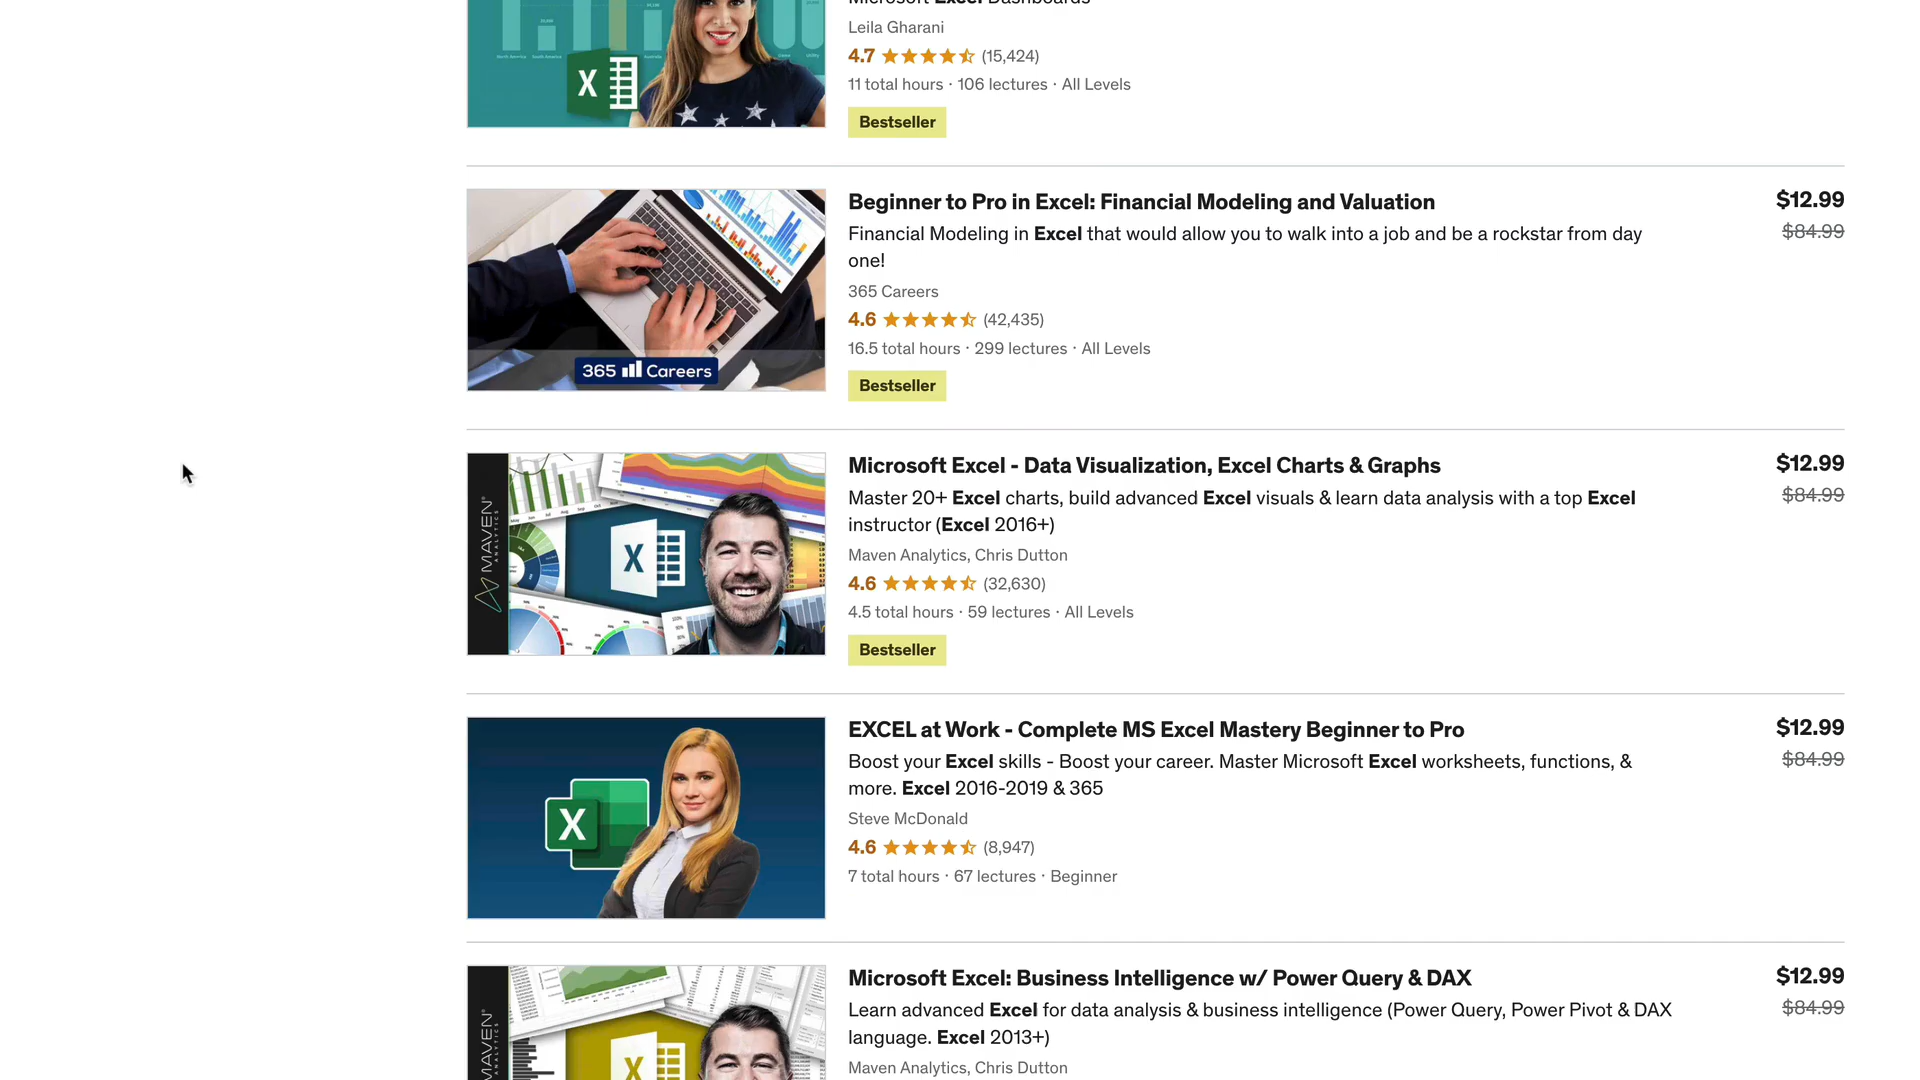 Leila Gharani
4.7 (15,424)
11 total hours · 106 lectures · All Levels
Bestseller
Beginner to Pro in Excel: Financial Modeling and Valuation
$12.99
Financial Modeling in Excel that would allow you to walk into a job and be a rockstar from day
$84.99
one!
365 Careers
4.6 (42,435)
16.5 total hours · 299 lectures · All Levels
365 Careers
Bestseller
Microsoft Excel - Data Visualization, Excel Charts & Graphs
$12.99
Master 20+ Excel charts, build advanced Excel visuals & learn data analysis with a top Excel
$84.99
instructor (Excel 2016+)
MAVEN
ANALYTICS
Maven Analytics, Chris Dutton
4.6 (32,630)
4.5 total hours · 59 lectures · All Levels
Bestseller
EXCEL at Work - Complete MS Excel Mastery Beginner to Pro
$12.99
Boost your Excel skills - Boost your career. Master Microsoft Excel worksheets, functions, &
$84.99
more. Excel 2016-2019 & 365
Steve McDonald
4.6 (8,947)
7 total hours · 67 lectures · Beginner
Microsoft Excel: Business Intelligence w/ Power Query & DAX
$12.99
Learn advanced Excel for data analysis & business intelligence (Power Query, Power Pivot & DAX
$84.99
language. Excel 2013+)
MAVEN
ANALYTICS
Maven Analytics, Chris Dutton